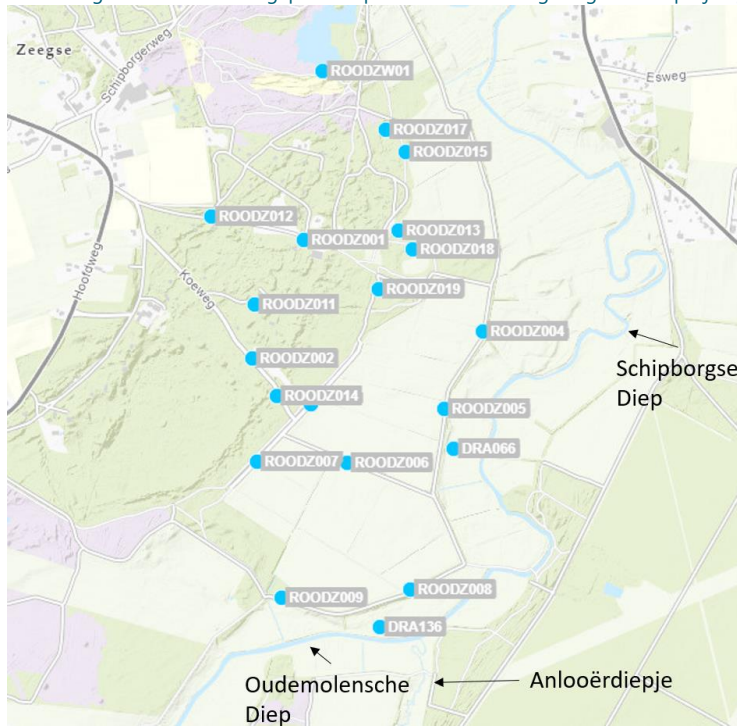 Zeegse
Schipborgerweg
Esweg
ROODZW01
ROODZ017
ROODZ015
ROODZ012
ROODZ013
ROODZ001
ROODZ018
Hoofdweg
Koeweg
ROODZ019
ROODZ011
ROODZ004
ROODZ002
Schipborgse
Diep
ROODZ014
ROODZ005
DRA066
ROODZ007
ROODZ006
ROODZ008
ROODZ009
DRA136
Oudemolensche
Diep
Anlooërdiepje